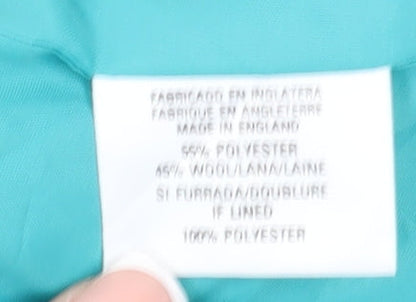 FABRICADO EN INGLATERA
FABRIQUE EN ANGLETERRE
MADE IN ENGLAND
55% POLYESTER
45% WOOL/LANA/LAINE
SI FURRADA/DOUBLURE
IF LINED
100% POLYESTER